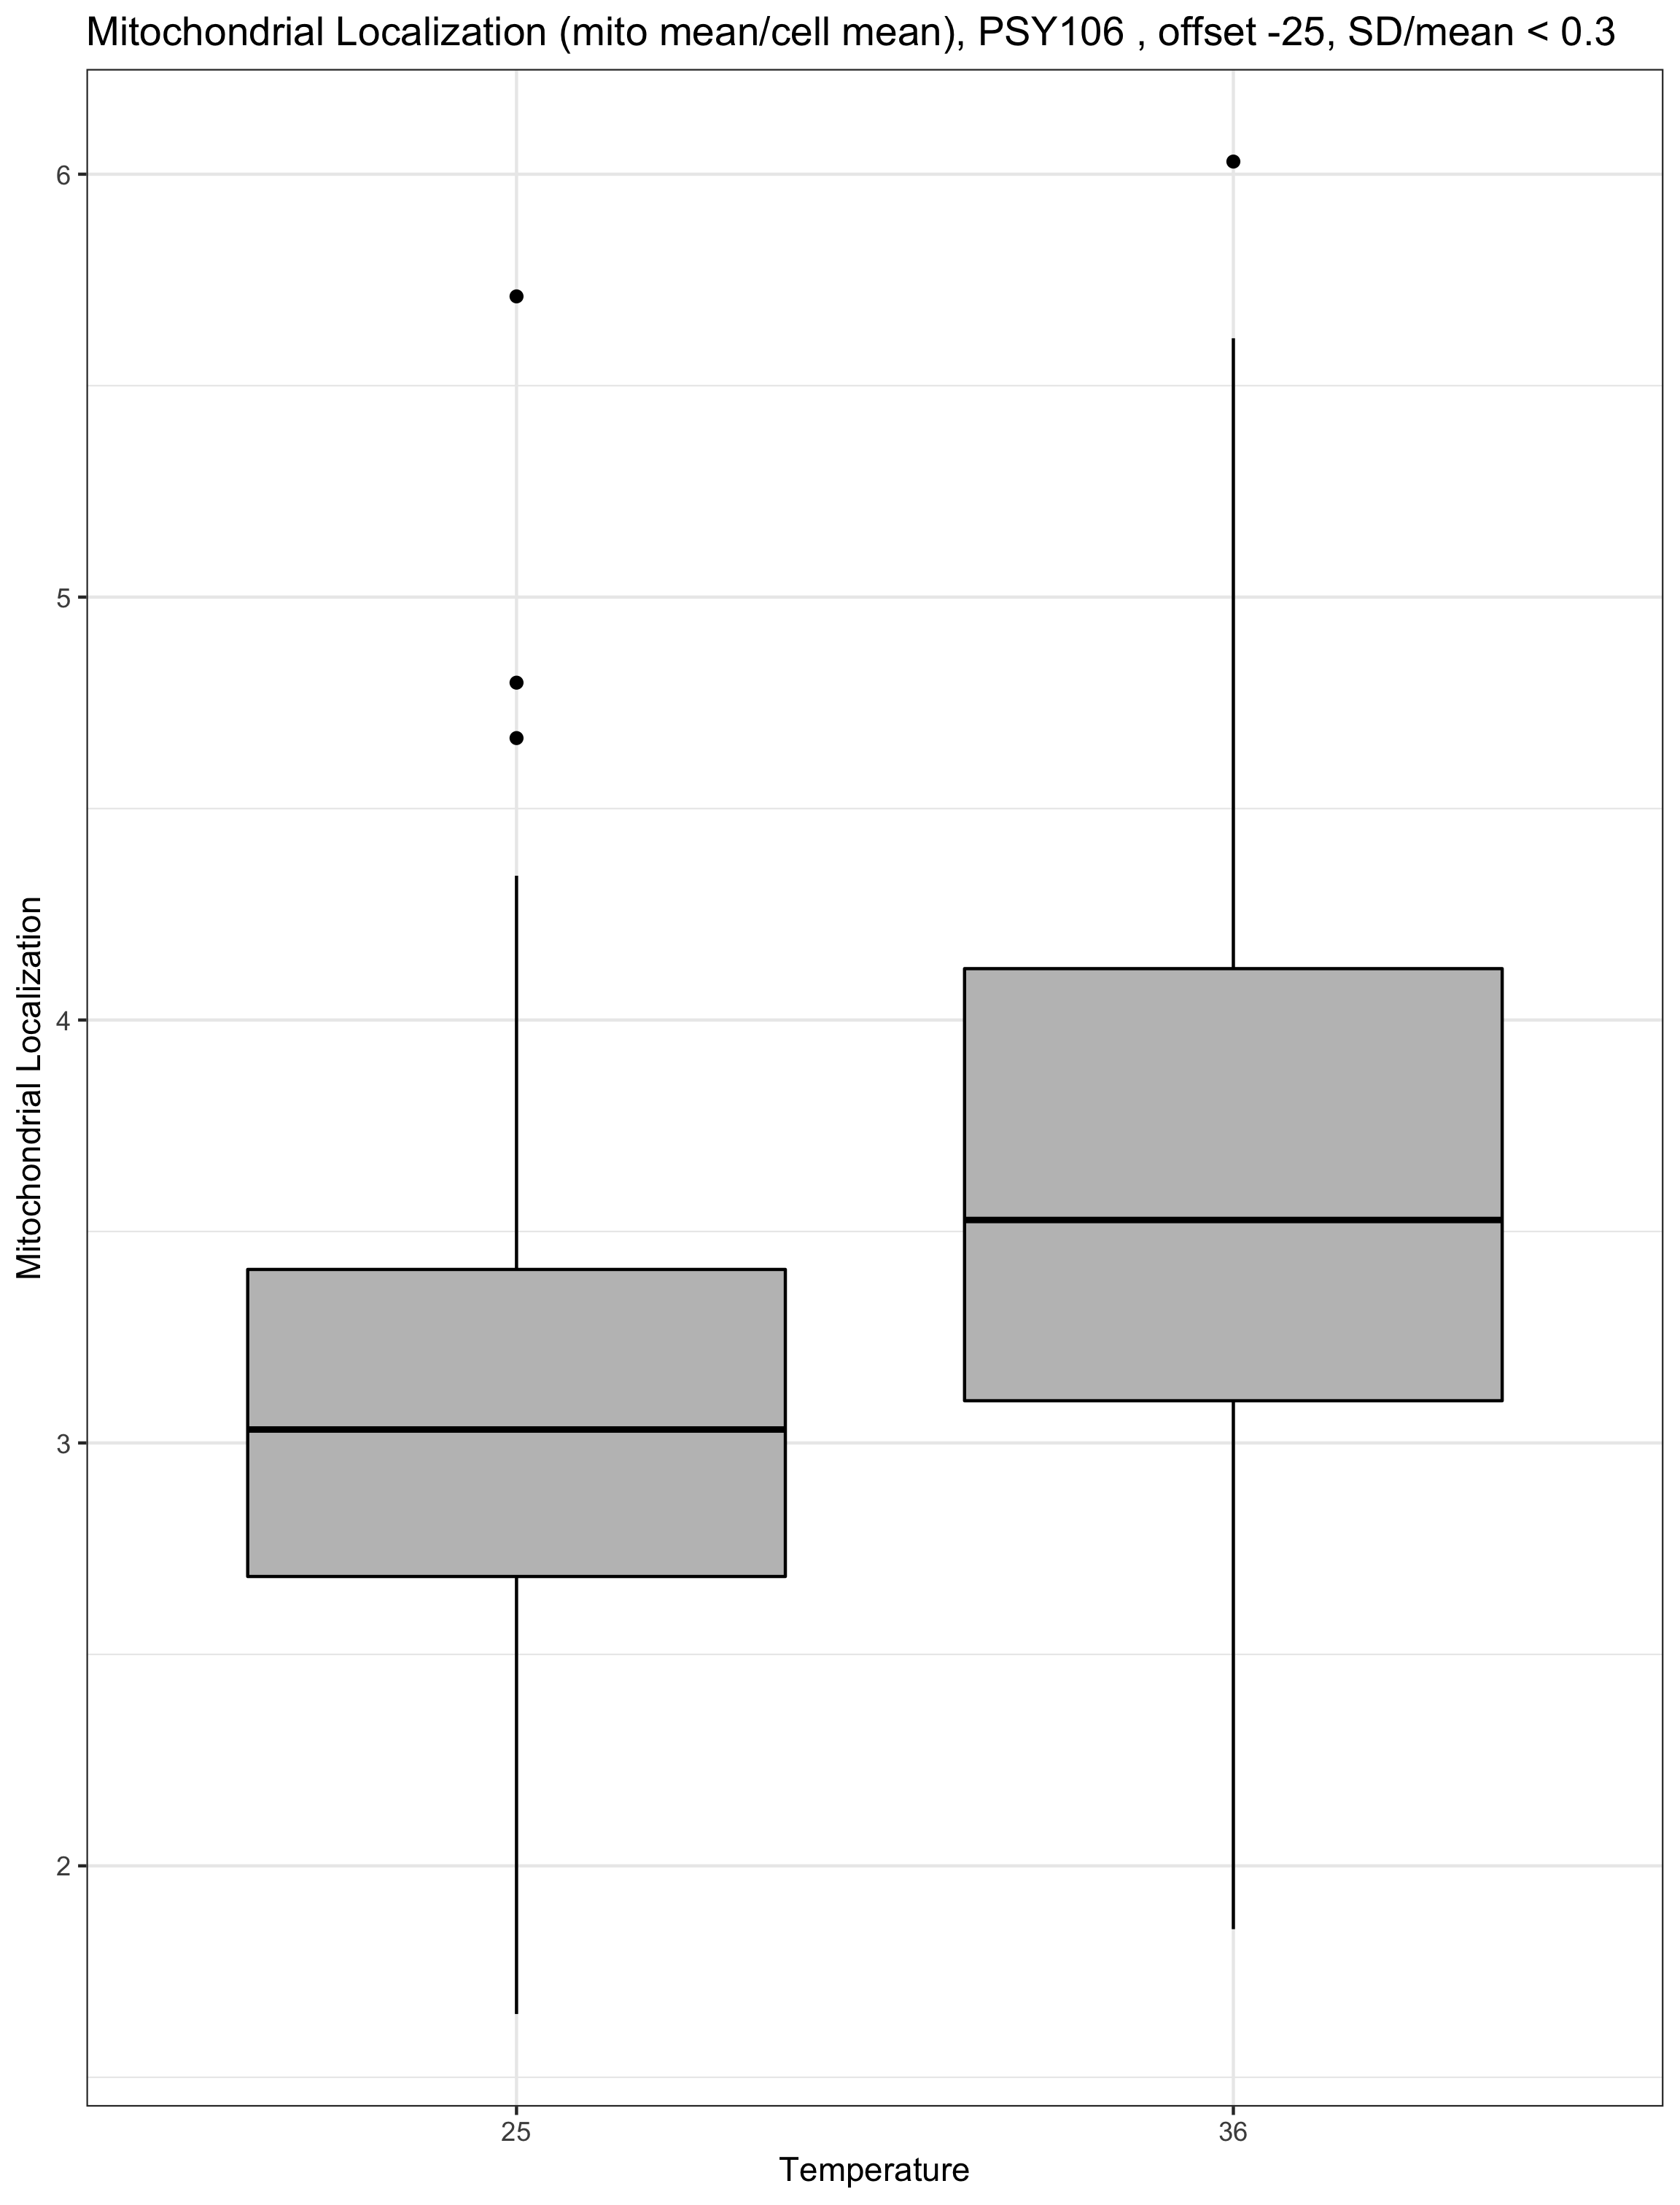 Mitochondrial Localization (mito mean/cell mean), PSY106 , offset -25, SD/mean < 0.3
Mitochondrial Localization
6
5
4
3
2
25
36
Temperature